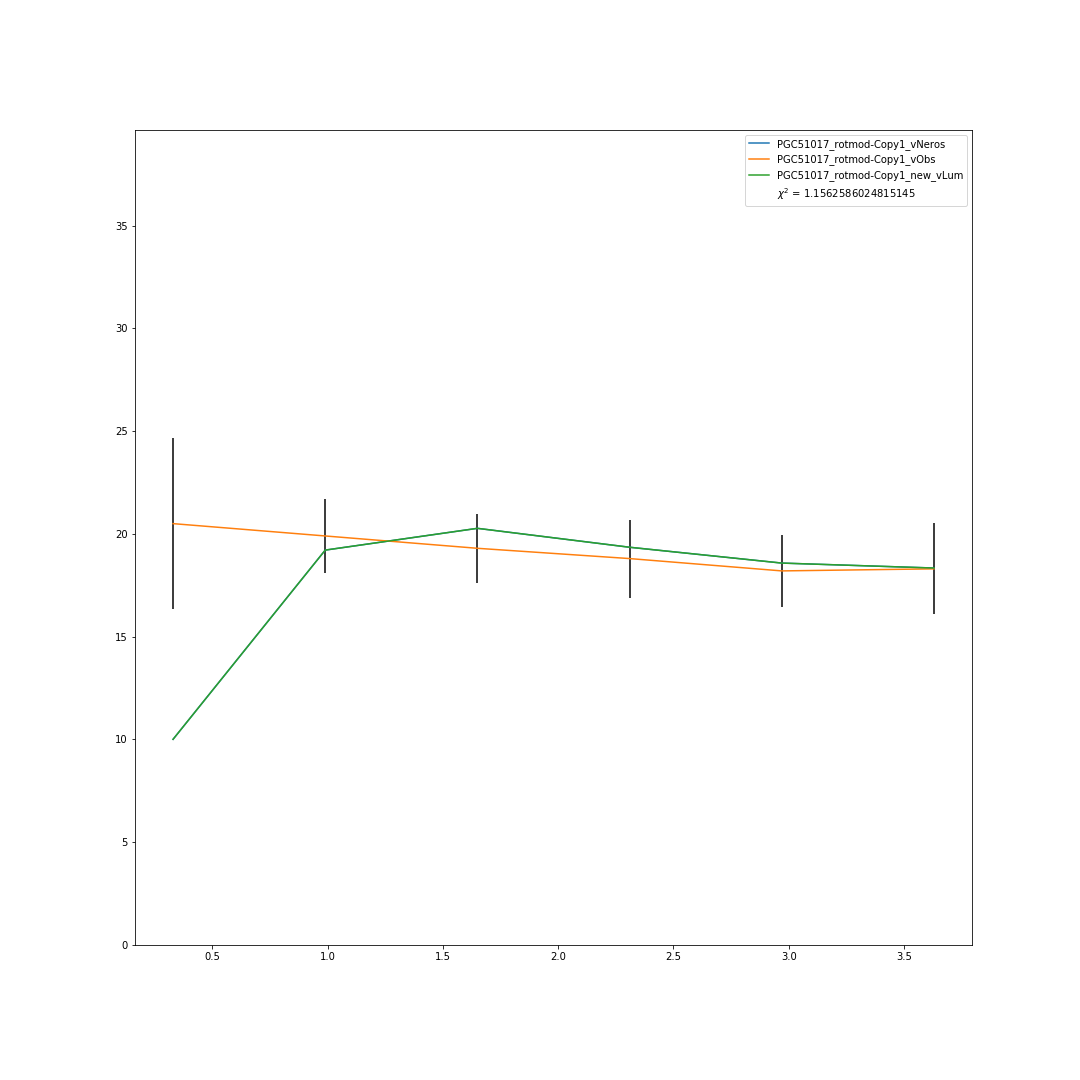 PGC51017_rotmod-Copy1_vNeros
PGC51017_rotmod-Copy1_vObs
PGC51017_rotmod-Copy1_new_vLum
χ² = 1.1562586024815145
35
30
25
20
15
10
5
0
0.5 1.0 1.5 2.0 2.5 3.0 3.5